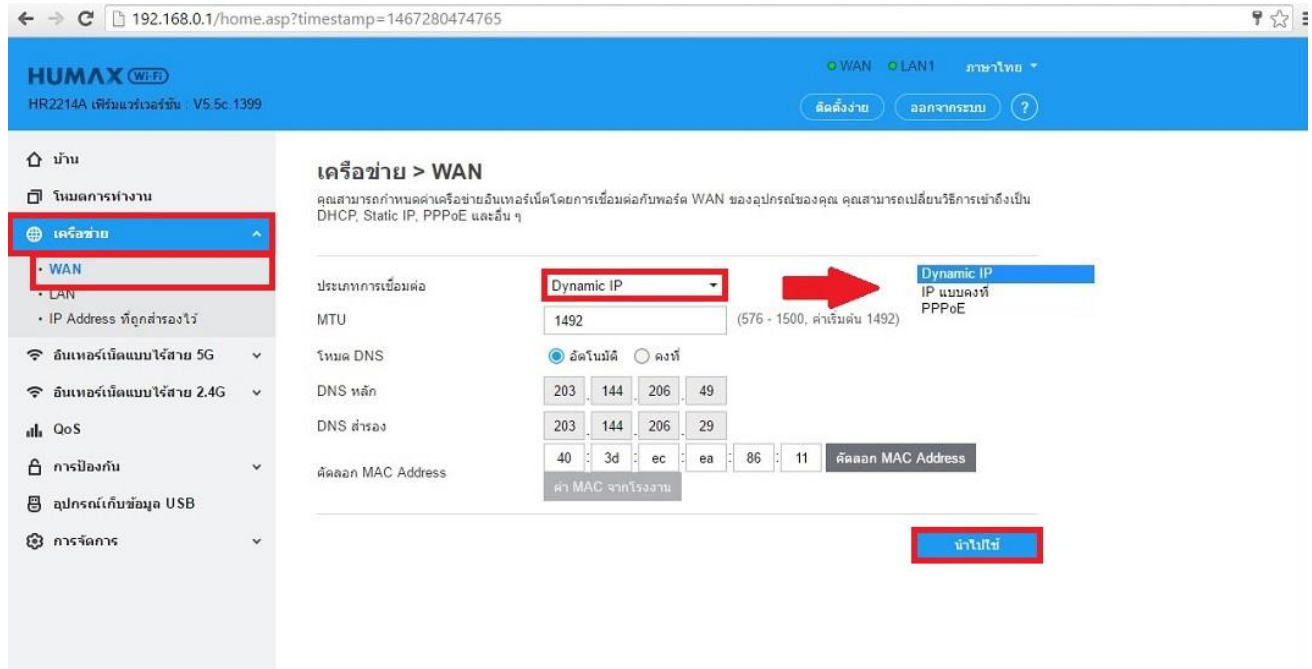 192.168.0.1/home.asp?timestamp=1467280474765
HUMAX Wi-Fi
WAN LAN1 ภาษาไทย
HR2214A เฟิร์มแวร์เวอร์ชัน : V5.5c.1399
ติดตั้งง่าย ออกจากระบบ ?
บ้าน
โหมดการทำงาน
เครือข่าย
WAN
LAN
IP Address ที่ถูกสำรองไว้
อินเทอร์เน็ตแบบไร้สาย 5G
อินเทอร์เน็ตแบบไร้สาย 2.4G
QoS
การป้องกัน
อุปกรณ์เก็บข้อมูล USB
การจัดการ
เครือข่าย > WAN
คุณสามารถกำหนดค่าเครือข่ายอินเทอร์เน็ตโดยการเชื่อมต่อกับพอร์ต WAN ของอุปกรณ์ของคุณ คุณสามารถเปลี่ยนวิธีการเข้าถึงเป็น
DHCP, Static IP, PPPoE และอื่น ๆ
ประเภทการเชื่อมต่อ Dynamic IP
Dynamic IP
IP แบบคงที่
PPPoE
MTU 1492 (576 - 1500, ค่าเริ่มต้น 1492)
โหมด DNS อัตโนมัติ คงที่
DNS หลัก 203 . 144 . 206 . 49
DNS สำรอง 203 . 144 . 206 . 29
คัดลอก MAC Address 40 : 3d : ec : ea : 86 : 11 คัดลอก MAC Address
ค่า MAC จากโรงงาน
นำไปใช้